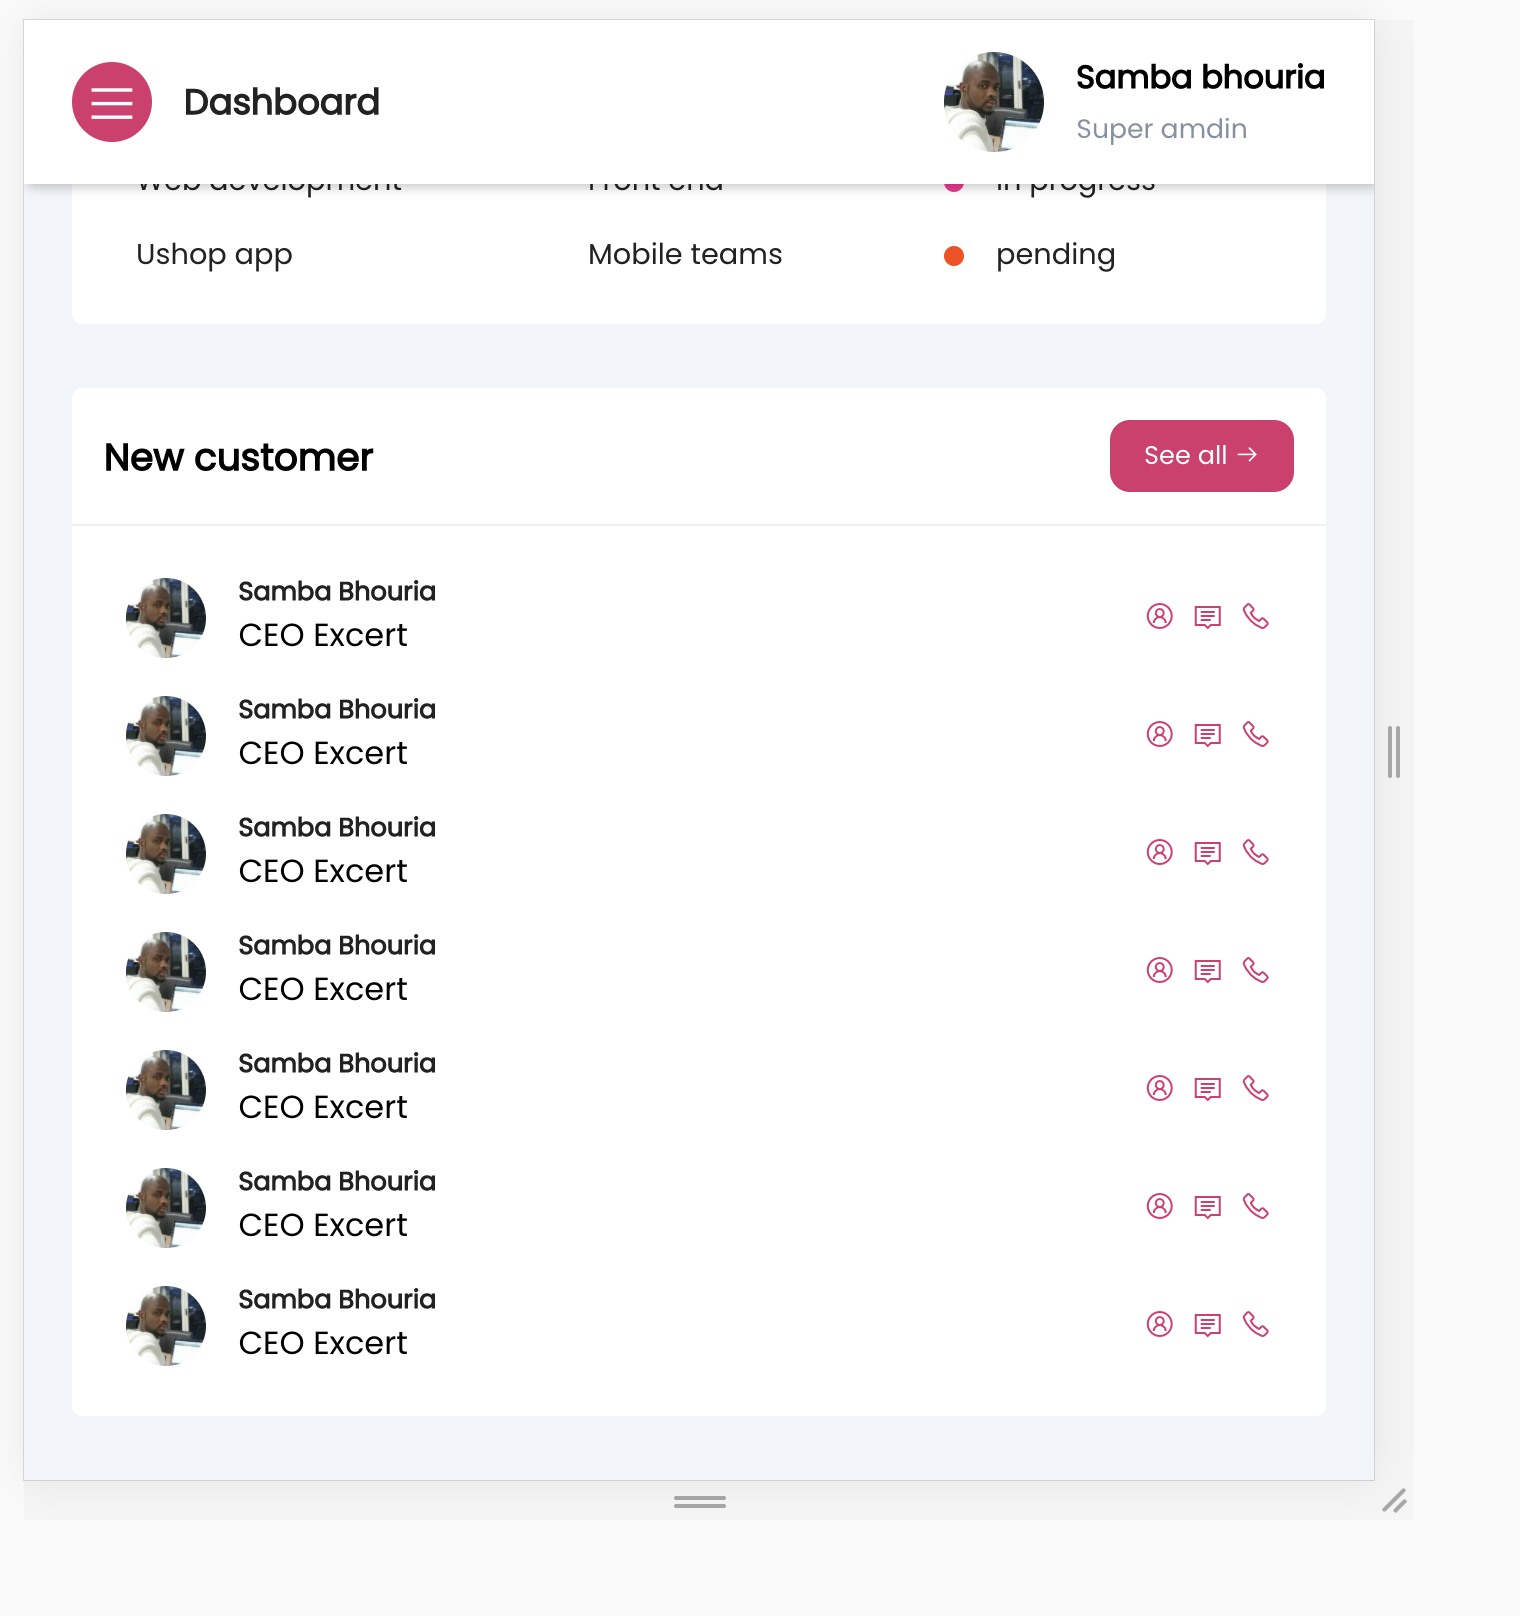 Dashboard
Samba bhouria
Super amdin
Web development Front end in progress
Ushop app Mobile teams pending
New customer
See all →
Samba Bhouria
CEO Excert
Samba Bhouria
CEO Excert
Samba Bhouria
CEO Excert
Samba Bhouria
CEO Excert
Samba Bhouria
CEO Excert
Samba Bhouria
CEO Excert
Samba Bhouria
CEO Excert